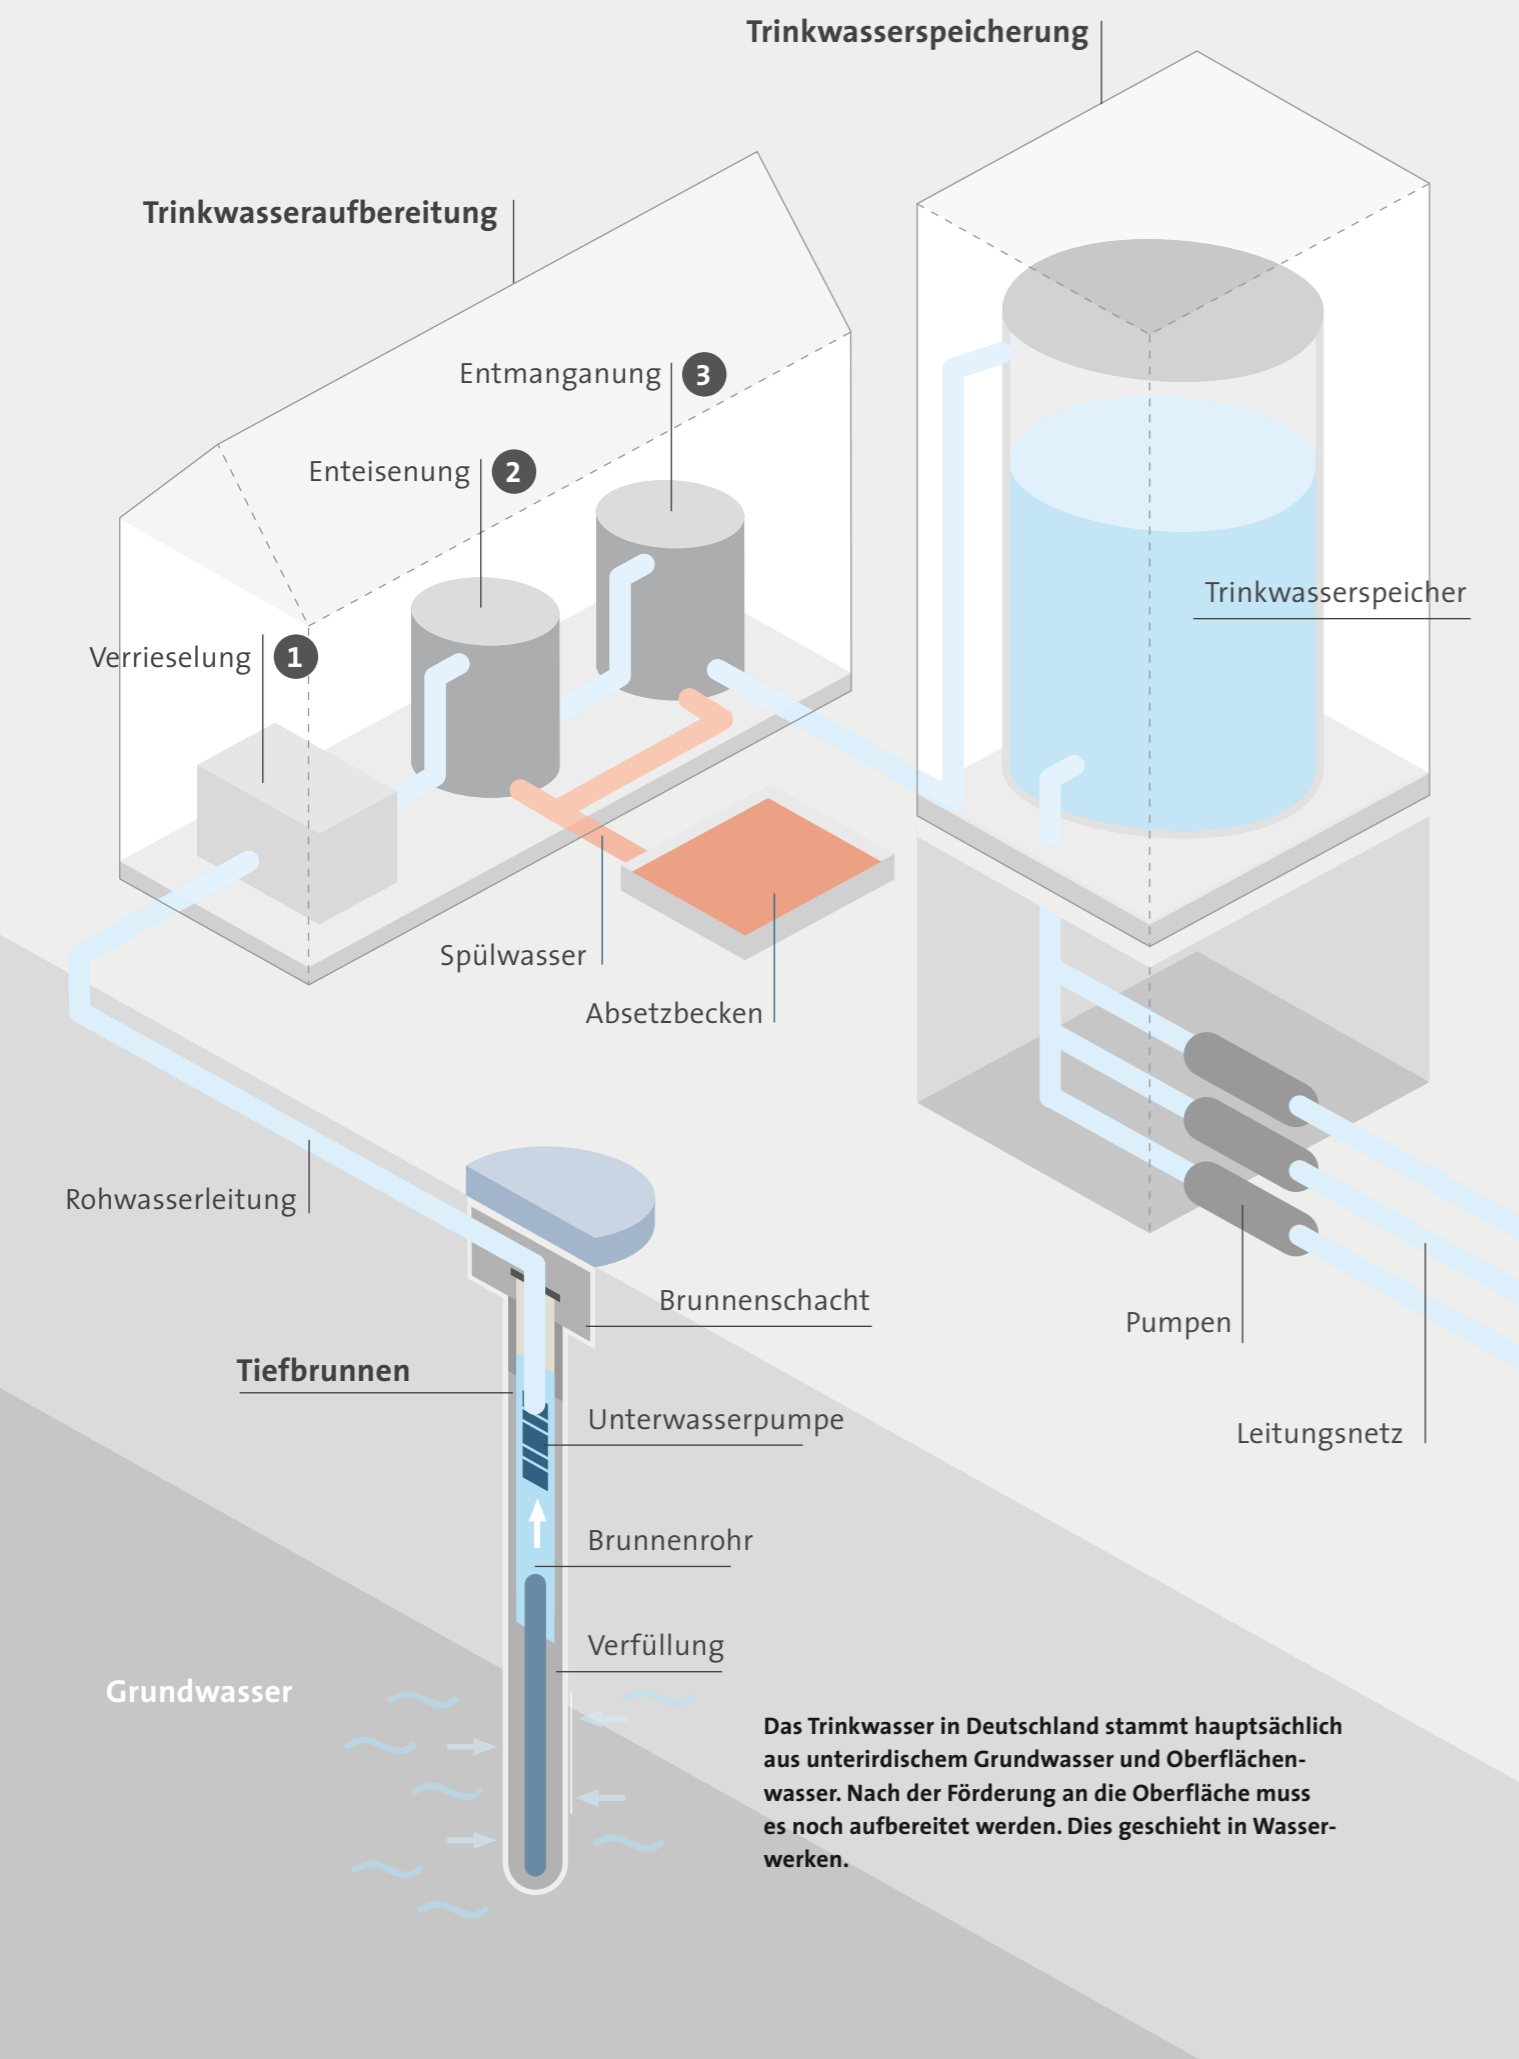 Trinkwasserspeicherung
Trinkwasseraufbereitung
Entmanganung 3
Enteisenung 2
Verrieselung 1
Trinkwasserspeicher
Spülwasser
Absetzbecken
Rohwasserleitung
Brunnenschacht
Pumpen
Tiefbrunnen
Unterwasserpumpe
Leitungsnetz
Brunnenrohr
Verfüllung
Grundwasser
Das Trinkwasser in Deutschland stammt hauptsächlich
aus unterirdischem Grundwasser und Oberflächen-
wasser. Nach der Förderung an die Oberfläche muss
es noch aufbereitet werden. Dies geschieht in Wasser-
werken.